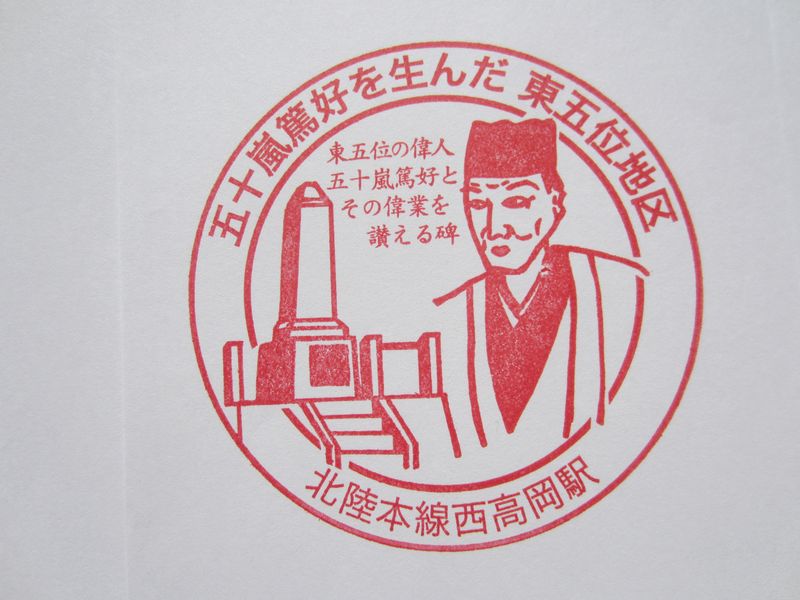 五十嵐篤好を生んだ 東五位地区
東五位の偉人
五十嵐篤好と
その偉業を
讃える碑
北陸本線西高岡駅